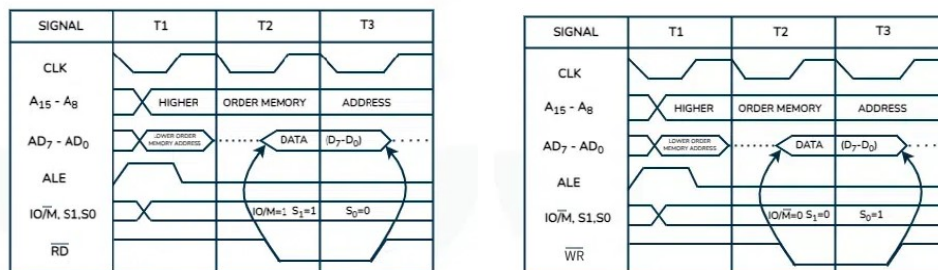 SIGNAL T1 T2 T3
CLK
A15 - A8 HIGHER ORDER MEMORY ADDRESS
AD7 - AD0 LOWER ORDER MEMORY ADDRESS DATA (D7-D0)
ALE
IO/M̅, S1,S0 IO/M=1 S1=1 S0=0
R̅D̅
SIGNAL T1 T2 T3
CLK
A15 - A8 HIGHER ORDER MEMORY ADDRESS
AD7 - AD0 LOWER ORDER MEMORY ADDRESS DATA (D7-D0)
ALE
IO/M̅, S1,S0 IO/M̅=0 S1=0 S0=1
W̅R̅